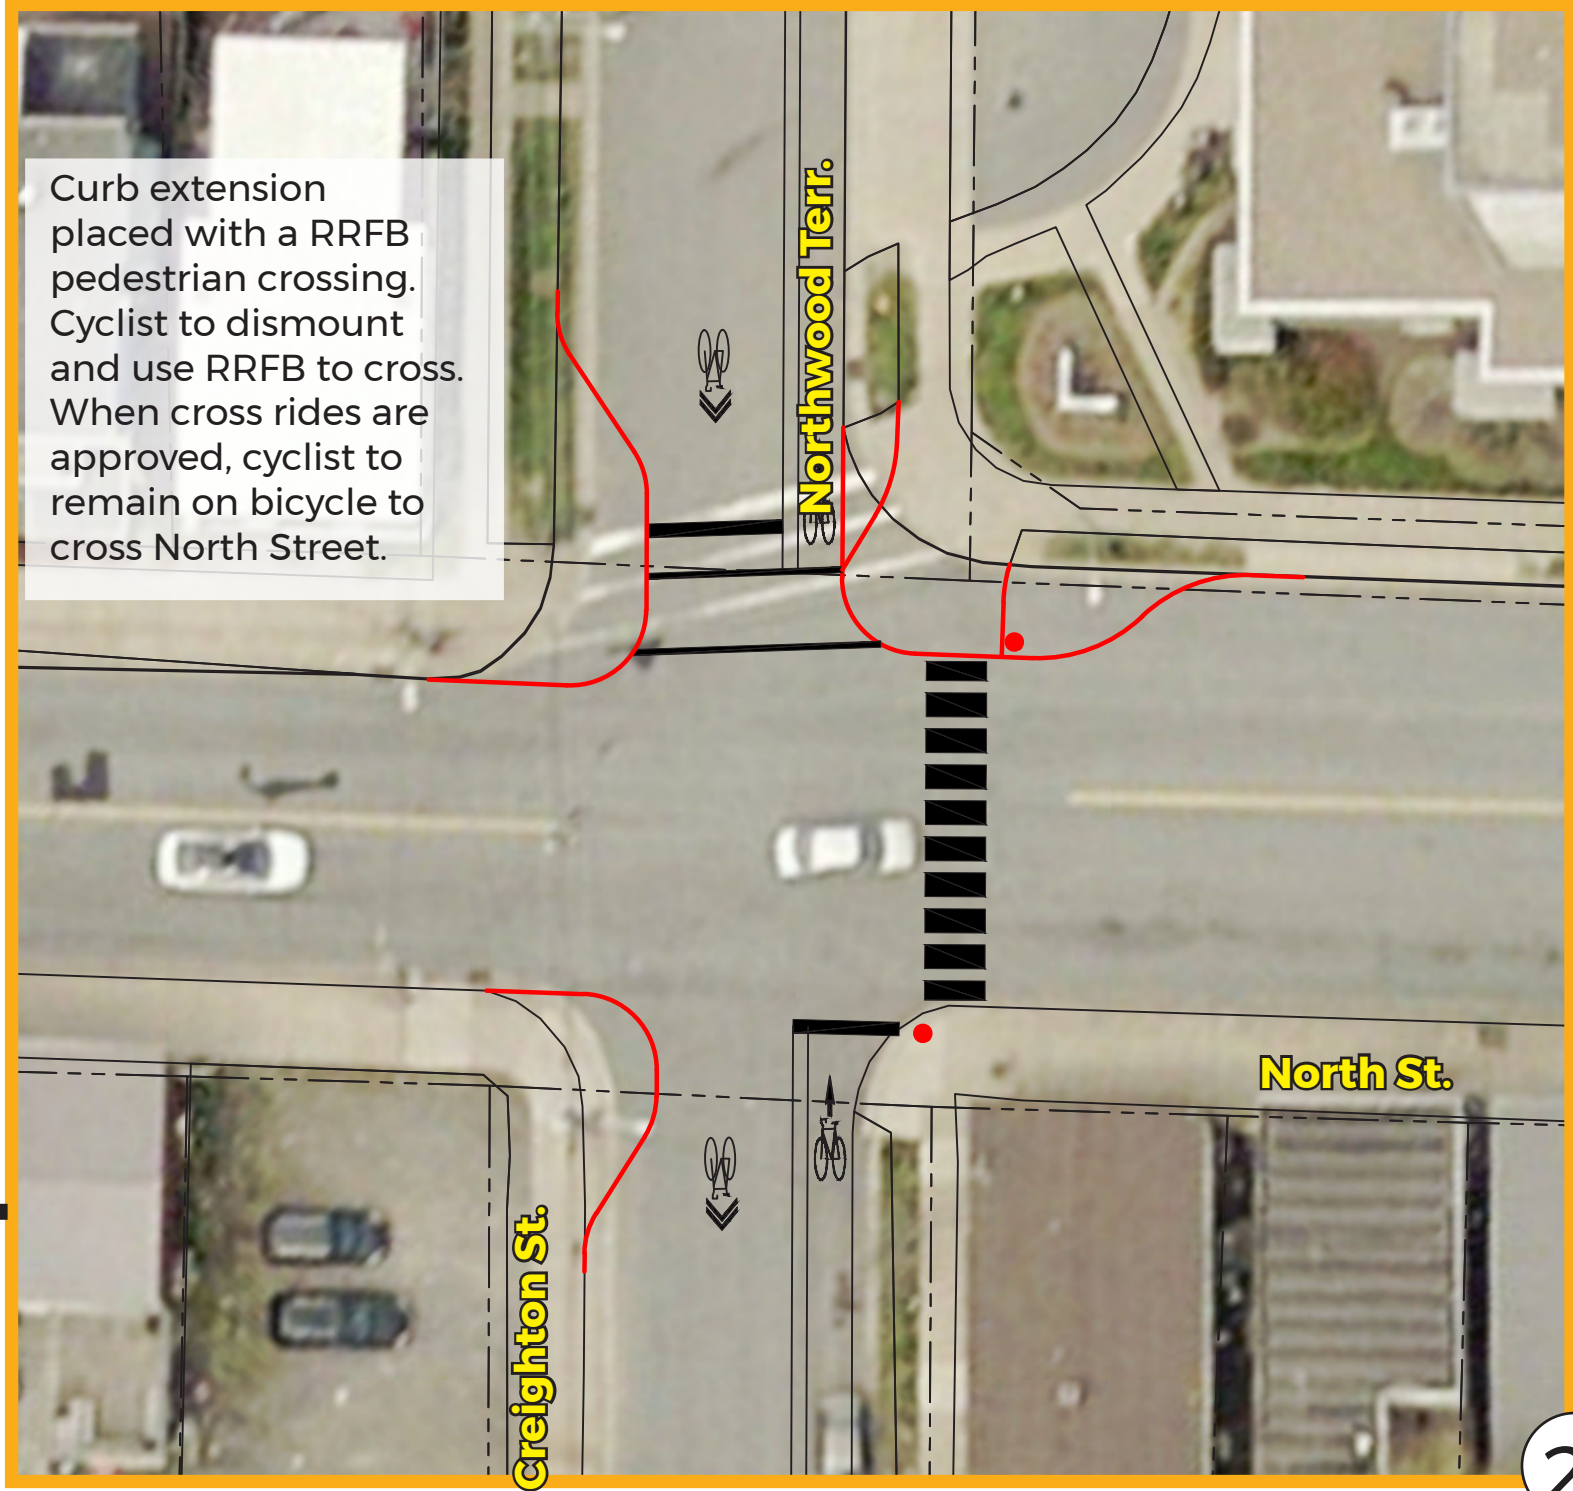 Curb extension
placed with a RRFB
pedestrian crossing.
Cyclist to dismount
and use RRFB to cross.
When cross rides are
approved, cyclist to
remain on bicycle to
cross North Street.
Northwood Terr.
North St.
Creighton St.
2